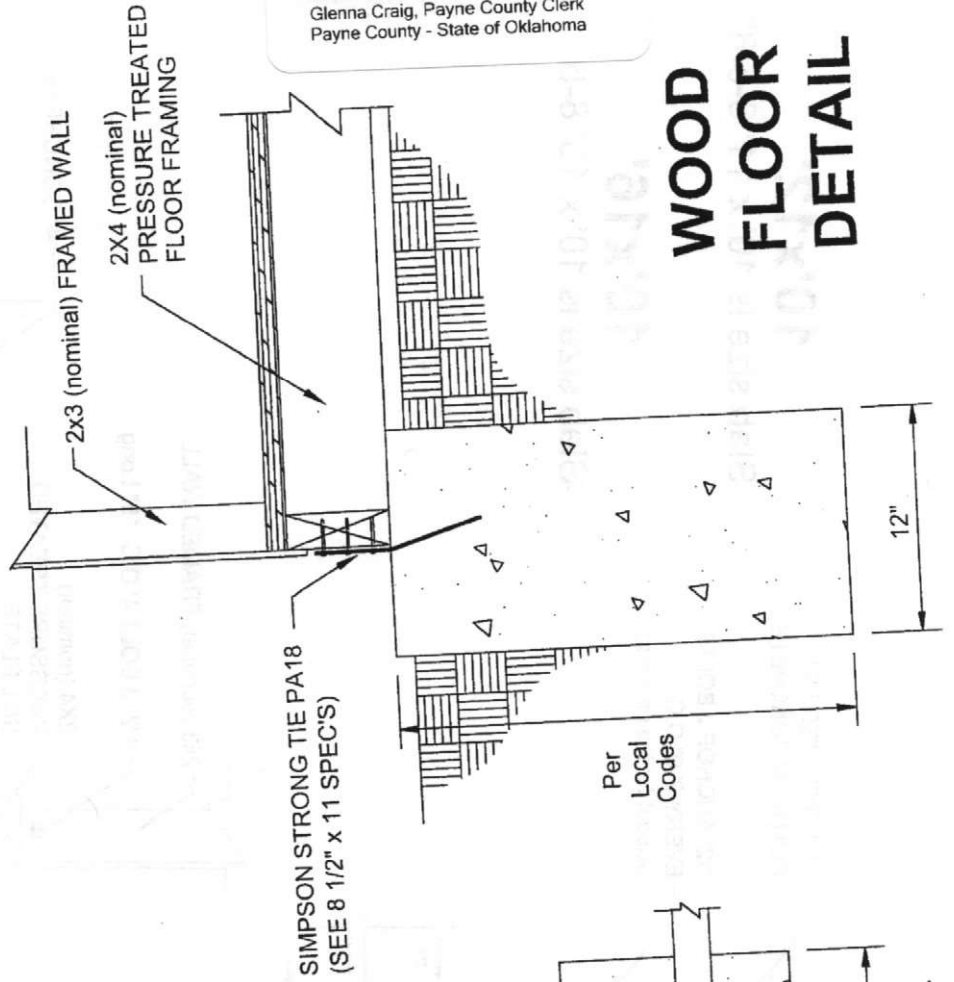 Glenna Craig, Payne County Clerk
Payne County - State of Oklahoma
2x3 (nominal) FRAMED WALL
2X4 (nominal)
PRESSURE TREATED
FLOOR FRAMING
SIMPSON STRONG TIE PA18
(SEE 8 1/2" x 11 SPEC'S)
Per
Local
Codes
12"
WOOD
FLOOR
DETAIL